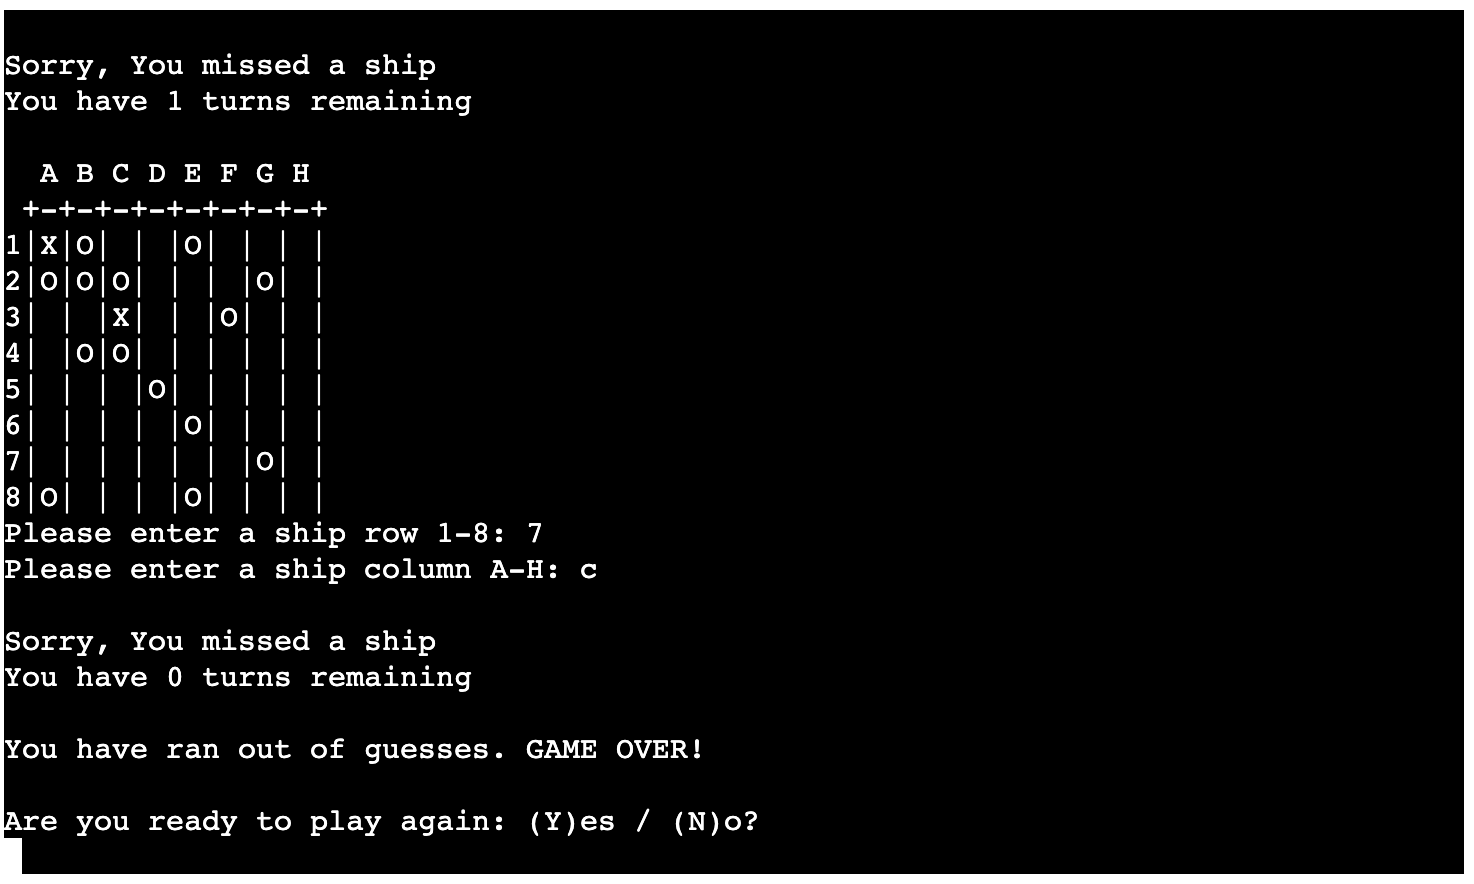 Sorry, You missed a ship
You have 1 turns remaining
  A B C D E F G H
 +-+-+-+-+-+-+-+-+
1|X|O| | |O| | | |
2|O|O|O| | | |O| |
3| | |X| | |O| | |
4| |O|O| | | | | |
5| | | |O| | | | |
6| | | | |O| | | |
7| | | | | | |O| |
8|O| | | |O| | | |
Please enter a ship row 1-8: 7
Please enter a ship column A-H: c
Sorry, You missed a ship
You have 0 turns remaining
You have ran out of guesses. GAME OVER!
Are you ready to play again: (Y)es / (N)o?